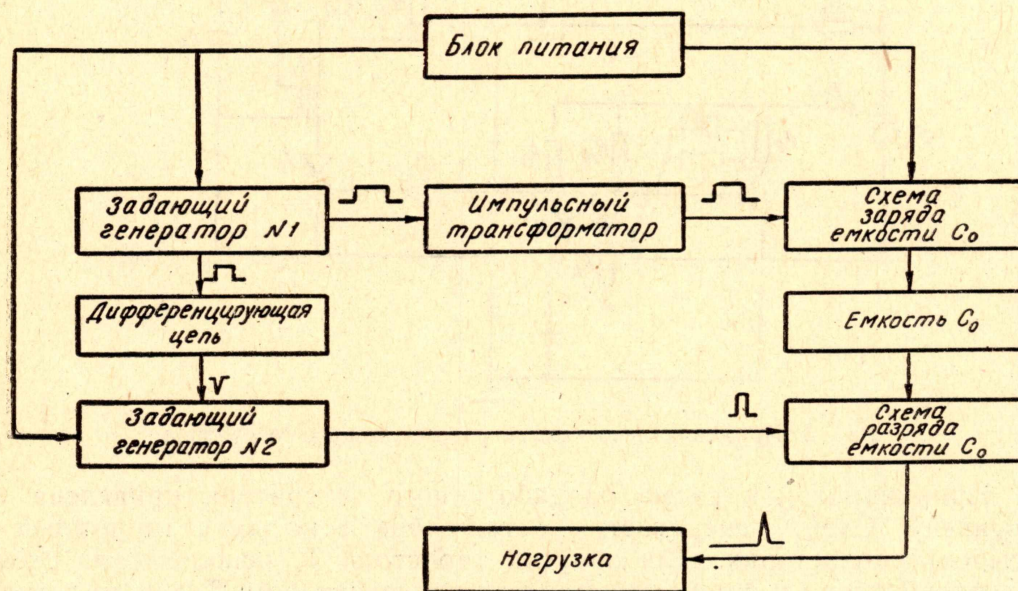 Блок питания
Задающий
генератор №1
Импульсный
трансформатор
Схема
заряда
емкости C₀
Дифференцирующая
цепь
Емкость C₀
Задающий
генератор №2
Схема
разряда
емкости C₀
Нагрузка